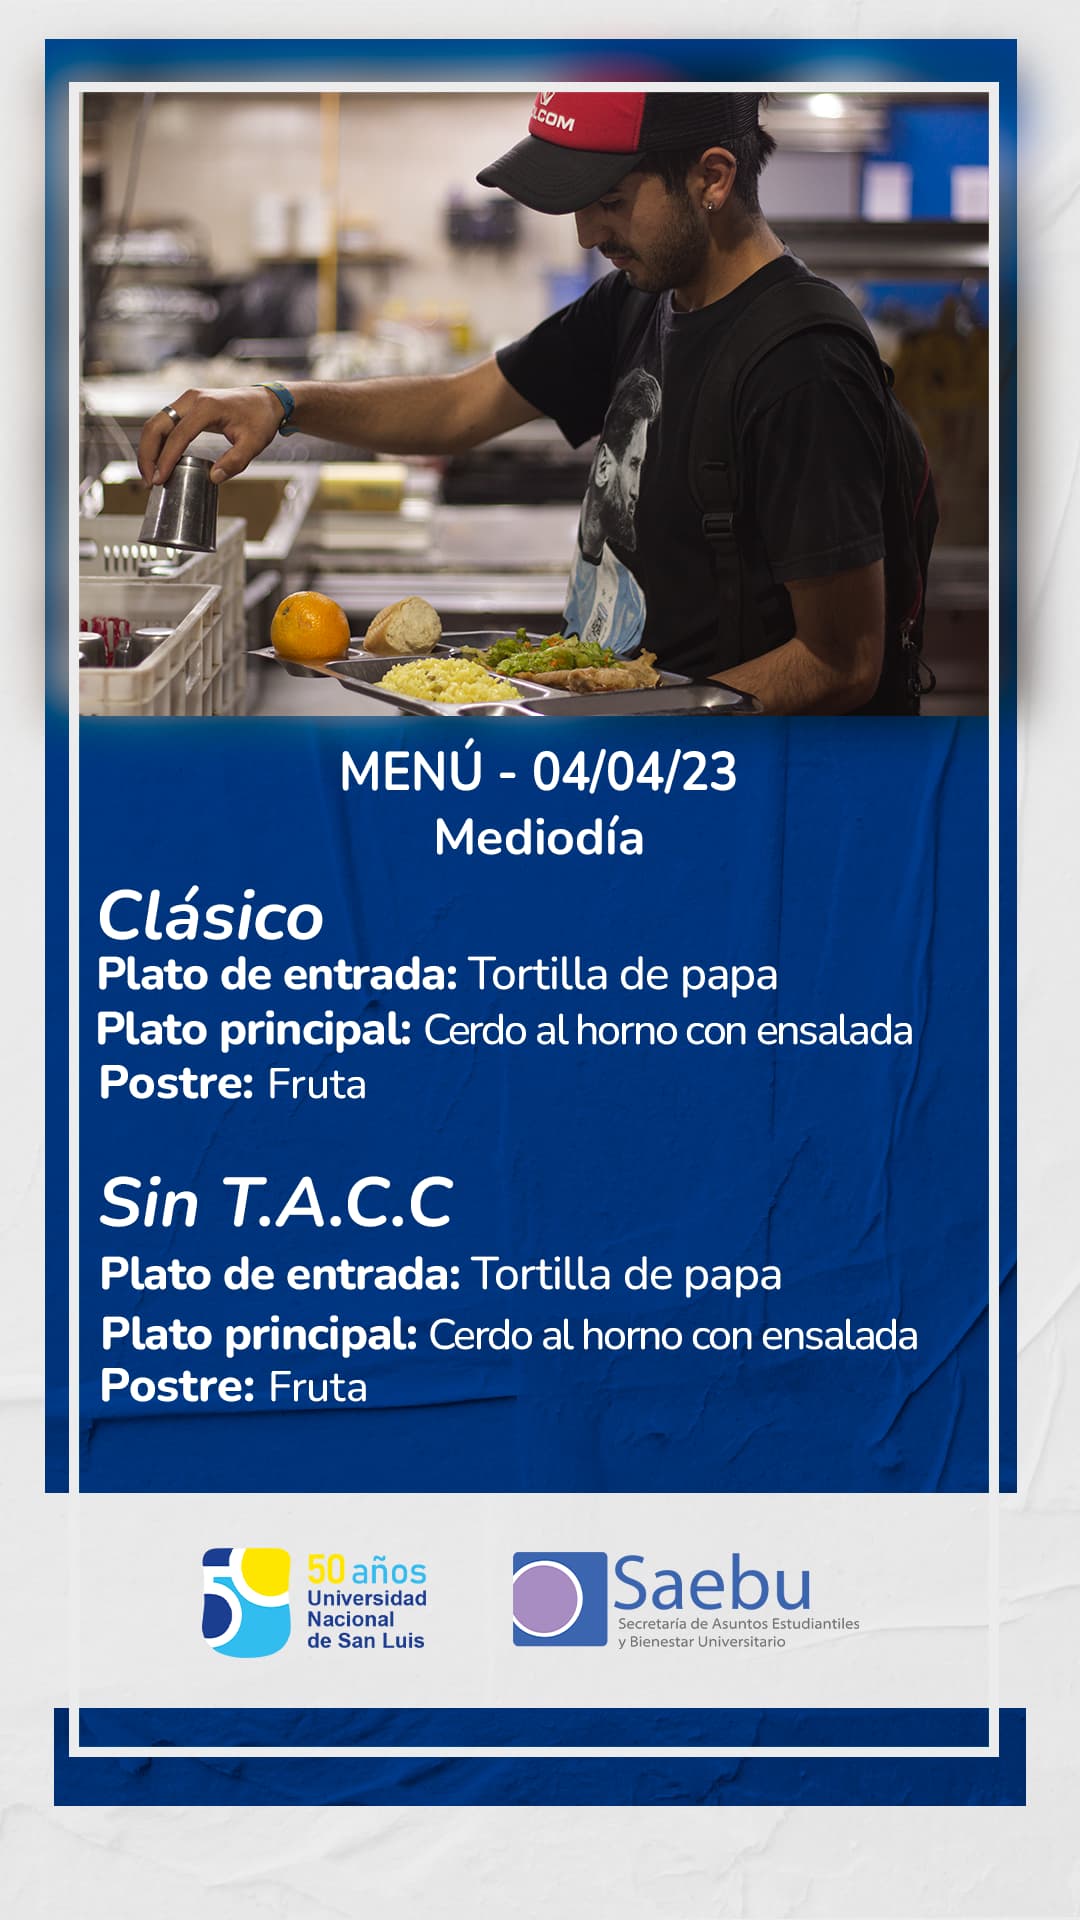 LCOM
MENÚ - 04/04/23
Mediodía
Clásico
Plato de entrada: Tortilla de papa
Plato principal: Cerdo al horno con ensalada
Postre: Fruta
Sin T.A.C.C
Plato de entrada: Tortilla de papa
Plato principal: Cerdo al horno con ensalada
Postre: Fruta
50 años
Universidad
Nacional
de San Luis
Saebu
Secretaría de Asuntos Estudiantiles
y Bienestar Universitario